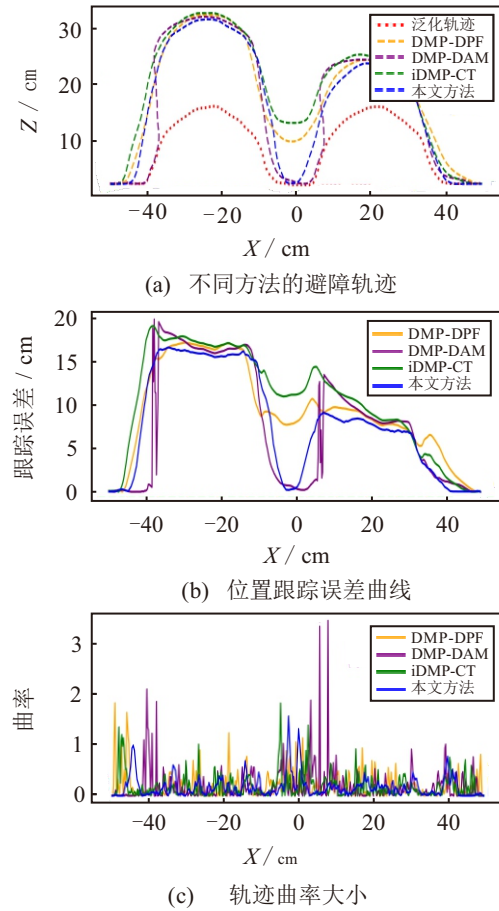 30
20
10
Z / cm
泛化轨迹
DMP-DPF
DMP-DAM
iDMP-CT
本文方法
−40 −20 0 20 40
X / cm
(a) 不同方法的避障轨迹
20
15
10
5
0
跟踪误差 / cm
DMP-DPF
DMP-DAM
iDMP-CT
本文方法
−40 −20 0 20 40
X / cm
(b) 位置跟踪误差曲线
3
2
1
0
曲率
DMP-DPF
DMP-DAM
iDMP-CT
本文方法
−40 −20 0 20 40
X / cm
(c) 轨迹曲率大小